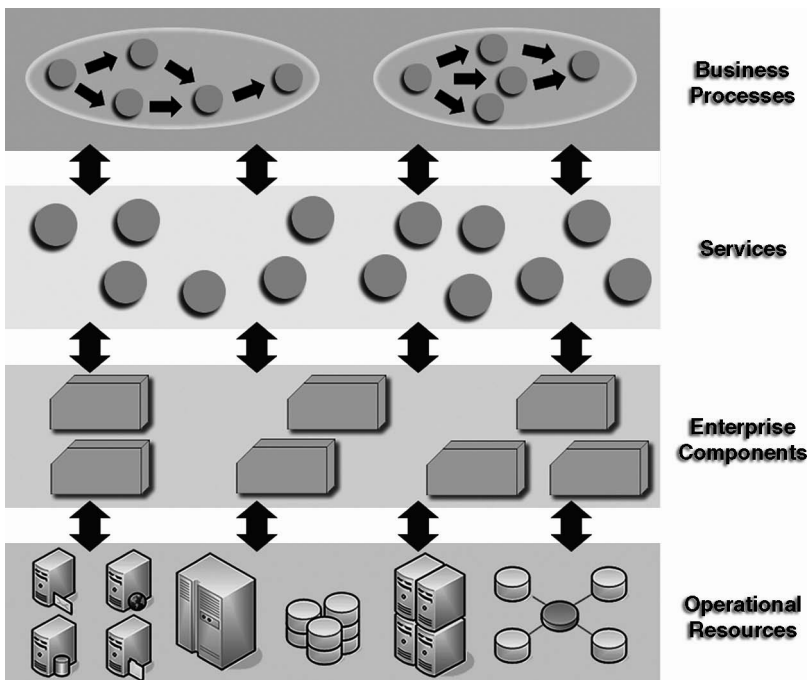 Business
Processes
Services
Enterprise
Components
Operational
Resources